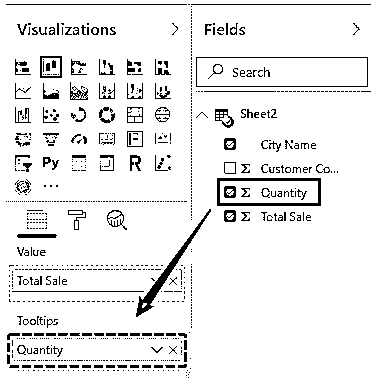 Visualizations
Py
R
Value
Total Sale
Tooltips
Quantity
Fields
Search
Sheet2
City Name
Σ Customer Co...
Σ Quantity
Σ Total Sale